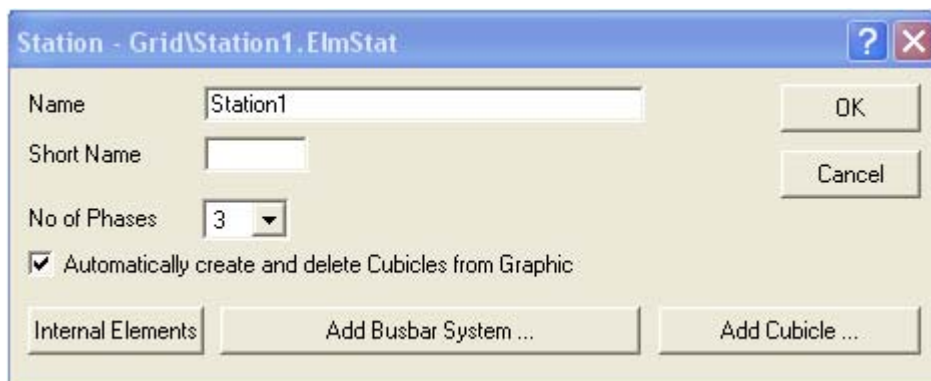 Station - Grid\Station1.ElmStat
Name
Station1
OK
Short Name
Cancel
No of Phases
3
Automatically create and delete Cubicles from Graphic
Internal Elements
Add Busbar System ...
Add Cubicle ...